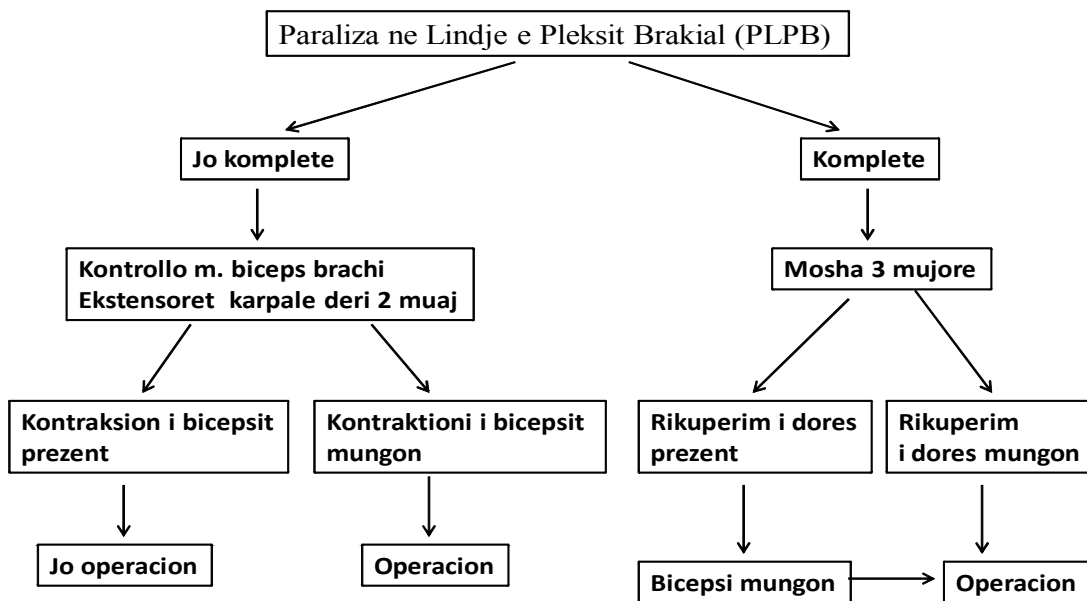 Paraliza ne Lindje e Pleksit Brakial (PLPB)
Jo komplete
Komplete
Kontrollo m. biceps brachi
Ekstensoret karpale deri 2 muaj
Mosha 3 mujore
Kontraksion i bicepsit
prezent
Kontraktioni i bicepsit
mungon
Rikuperim i dores
prezent
Rikuperim
i dores mungon
Jo operacion
Operacion
Bicepsi mungon
Operacion